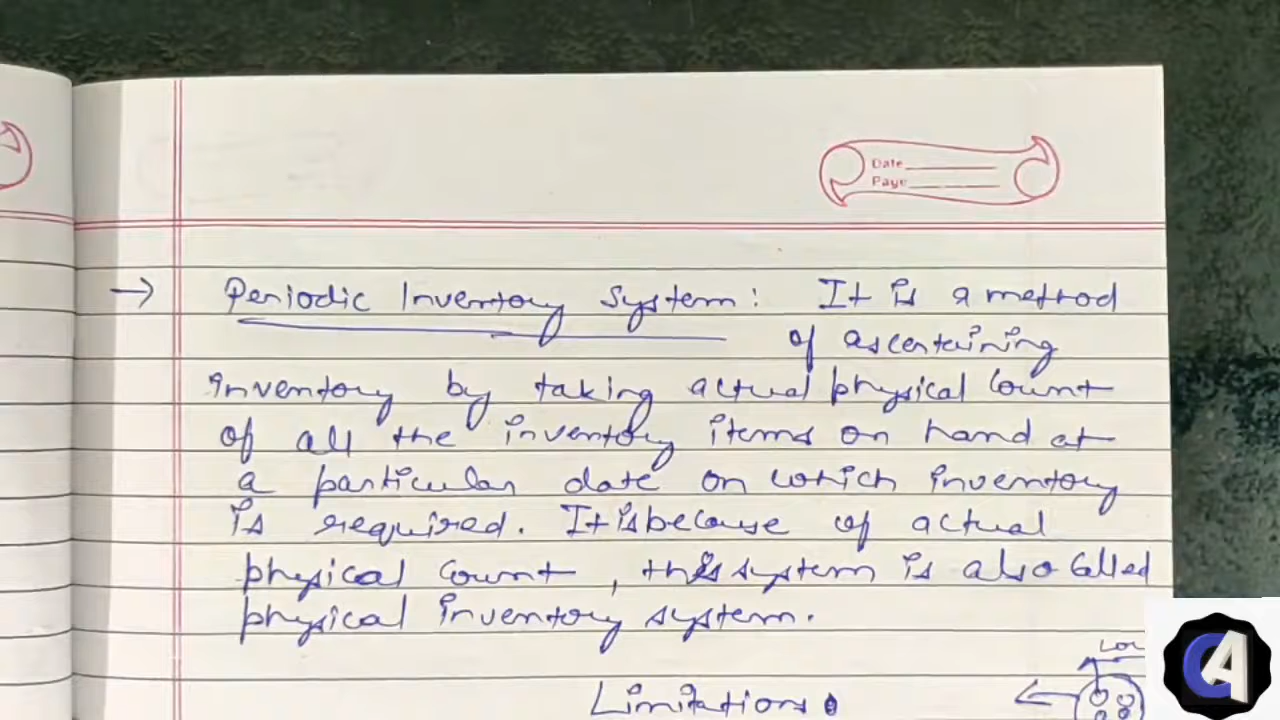 Date
Page
→ Periodic Inventory System: It is a method
of ascertaining
inventory by taking actual physical count
of all the inventory items on hand at
a particular date on which inventory
is required. It is because of actual
physical count, this system is also called
physical inventory system.
Limitations
CA